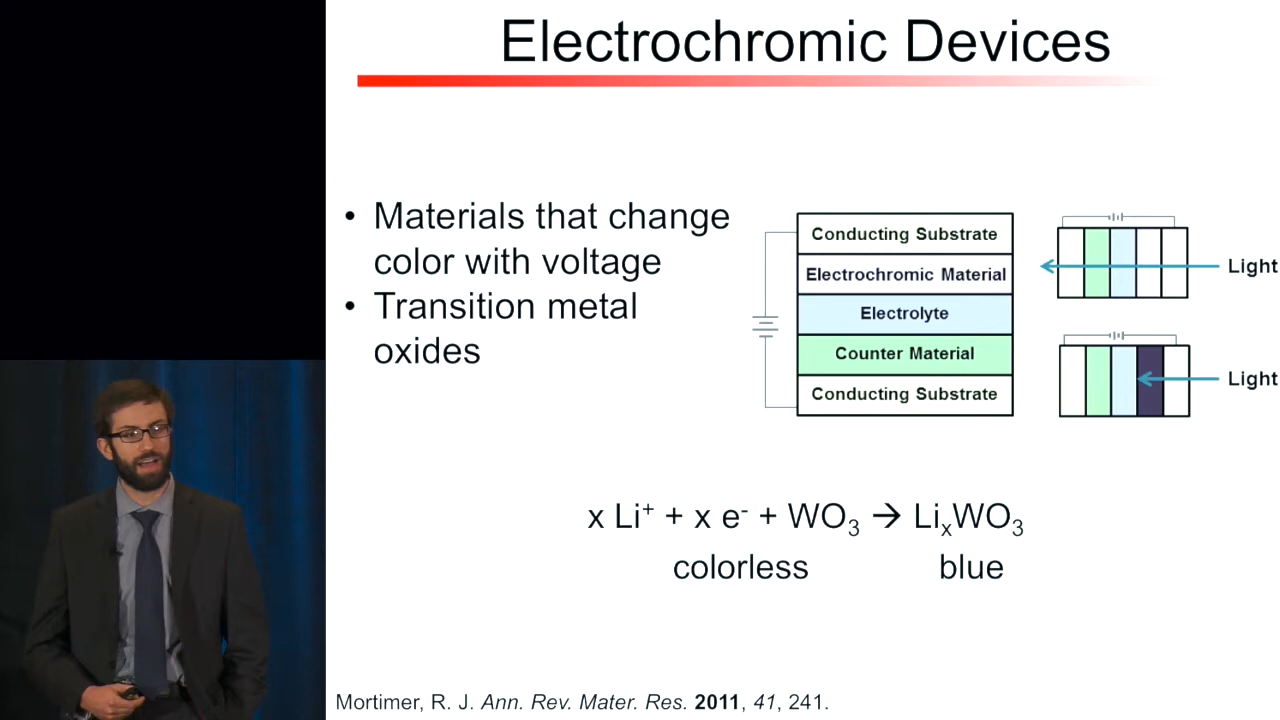 Electrochromic Devices
• Materials that change
color with voltage
• Transition metal
oxides
Conducting Substrate
Electrochromic Material
Electrolyte
Counter Material
Conducting Substrate
Light
Light
x Li⁺ + x e⁻ + WO₃ → LiₓWO₃
colorless blue
Mortimer, R. J. Ann. Rev. Mater. Res. 2011, 41, 241.